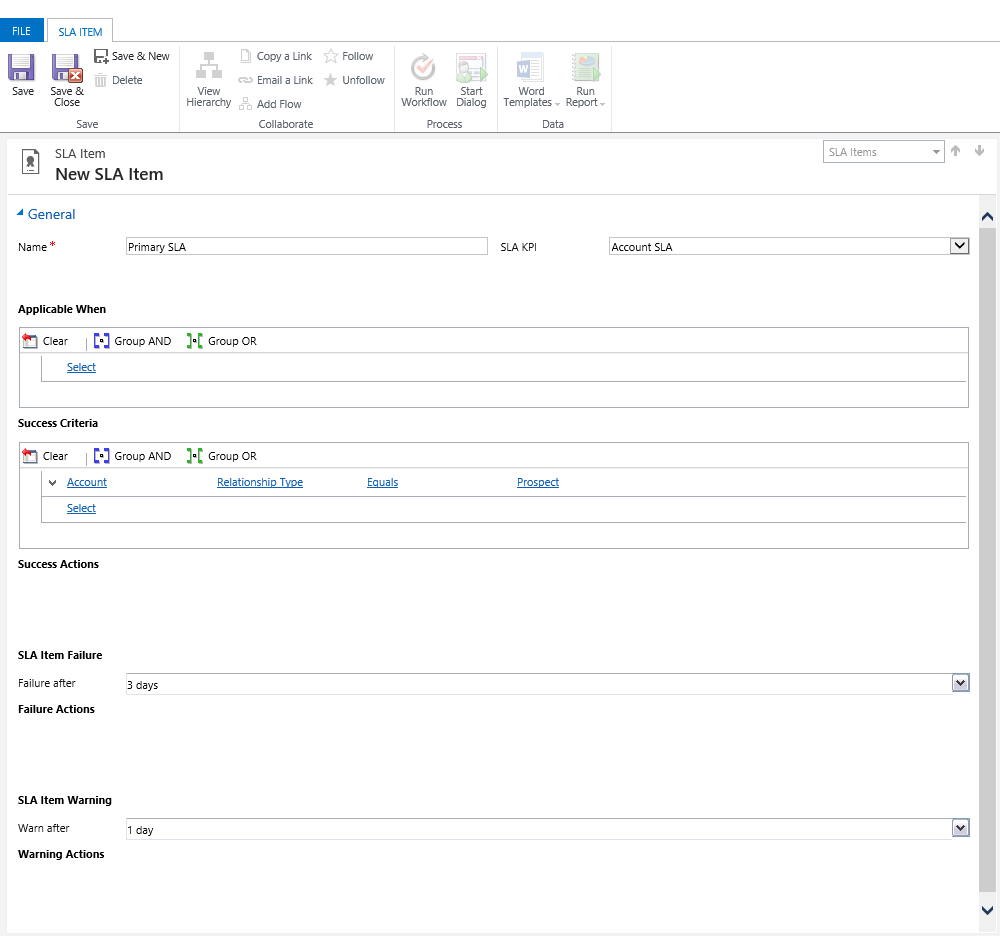 FILE
SLA ITEM
Save
Save &
Close
Save & New
Delete
Save
View
Hierarchy
Copy a Link
Email a Link
Add Flow
Follow
Unfollow
Collaborate
Run
Workflow
Start
Dialog
Process
Word
Templates
Run
Report
Data
SLA Item
New SLA Item
SLA Items
General
Name *
Primary SLA
SLA KPI
Account SLA
Applicable When
Clear
Group AND
Group OR
Select
Success Criteria
Clear
Group AND
Group OR
Account
Relationship Type
Equals
Prospect
Select
Success Actions
SLA Item Failure
Failure after
3 days
Failure Actions
SLA Item Warning
Warn after
1 day
Warning Actions